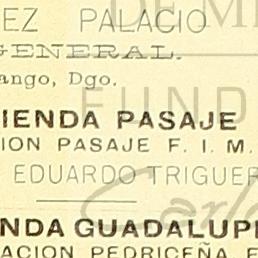 EZ PALACIO
GENERAL.
ango, Dgo.
IENDA PASAJE
ION PASAJE F. I. M.
EDUARDO TRIGUER
NDA GUADALUP
ACION PEDRICEÑA F